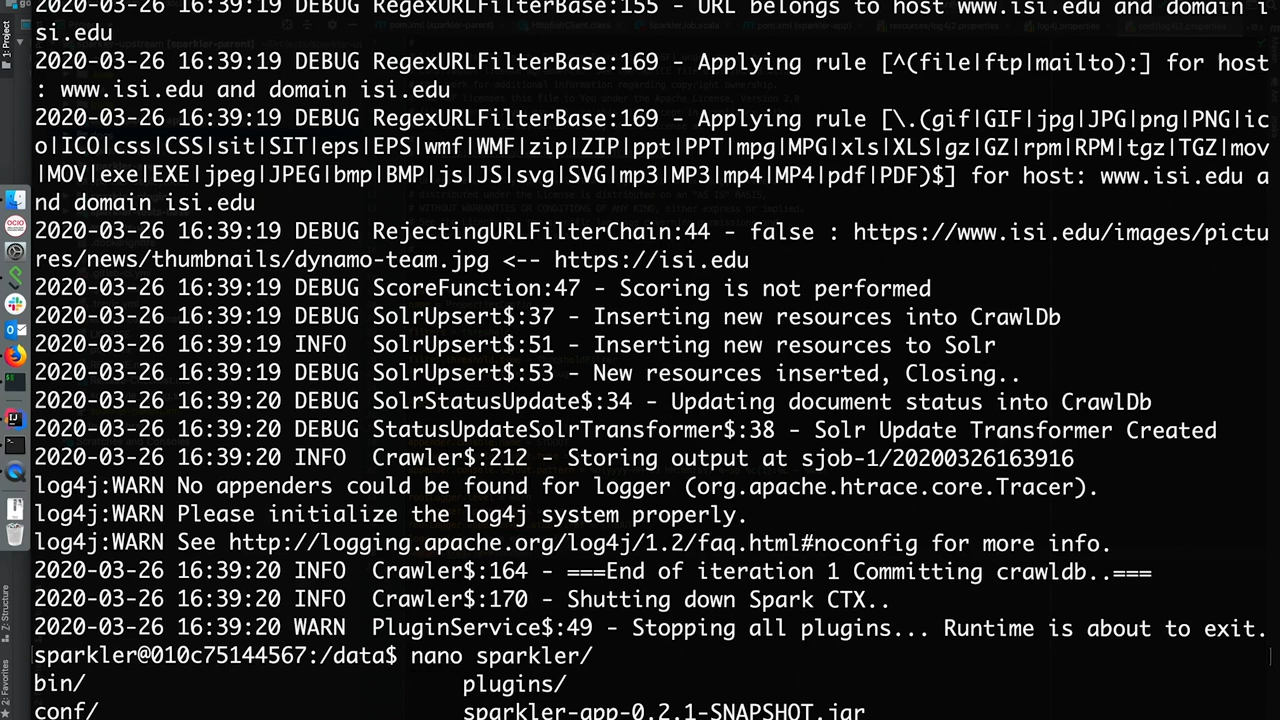 2020-03-26 16:39:19 DEBUG RegexURLFilterBase:155 - URL belongs to host www.isi.edu and domain i
si.edu
2020-03-26 16:39:19 DEBUG RegexURLFilterBase:169 - Applying rule [^(file|ftp|mailto):] for host
: www.isi.edu and domain isi.edu
2020-03-26 16:39:19 DEBUG RegexURLFilterBase:169 - Applying rule [\.(gif|GIF|jpg|JPG|png|PNG|ic
o|ICO|css|CSS|sit|SIT|eps|EPS|wmf|WMF|zip|ZIP|ppt|PPT|mpg|MPG|xls|XLS|gz|GZ|rpm|RPM|tgz|TGZ|mov
|MOV|exe|EXE|jpeg|JPEG|bmp|BMP|js|JS|svg|SVG|mp3|MP3|mp4|MP4|pdf|PDF)$] for host: www.isi.edu a
nd domain isi.edu
2020-03-26 16:39:19 DEBUG RejectingURLFilterChain:44 - false : https://www.isi.edu/images/pictu
res/news/thumbnails/dynamo-team.jpg <-- https://isi.edu
2020-03-26 16:39:19 DEBUG ScoreFunction:47 - Scoring is not performed
2020-03-26 16:39:19 DEBUG SolrUpsert$:37 - Inserting new resources into CrawlDb
2020-03-26 16:39:19 INFO  SolrUpsert$:51 - Inserting new resources to Solr
2020-03-26 16:39:19 DEBUG SolrUpsert$:53 - New resources inserted, Closing..
2020-03-26 16:39:20 DEBUG SolrStatusUpdate$:34 - Updating document status into CrawlDb
2020-03-26 16:39:20 DEBUG StatusUpdateSolrTransformer$:38 - Solr Update Transformer Created
2020-03-26 16:39:20 INFO  Crawler$:212 - Storing output at sjob-1/20200326163916
log4j:WARN No appenders could be found for logger (org.apache.htrace.core.Tracer).
log4j:WARN Please initialize the log4j system properly.
log4j:WARN See http://logging.apache.org/log4j/1.2/faq.html#noconfig for more info.
2020-03-26 16:39:20 INFO  Crawler$:164 - ===End of iteration 1 Committing crawldb..===
2020-03-26 16:39:20 INFO  Crawler$:170 - Shutting down Spark CTX..
2020-03-26 16:39:20 WARN  PluginService$:49 - Stopping all plugins... Runtime is about to exit.
sparkler@010c75144567:/data$ nano sparkler/
bin/ plugins/
conf/ sparkler-app-0.2.1-SNAPSHOT.jar
1: Project
Z: Structure
2: Favorites